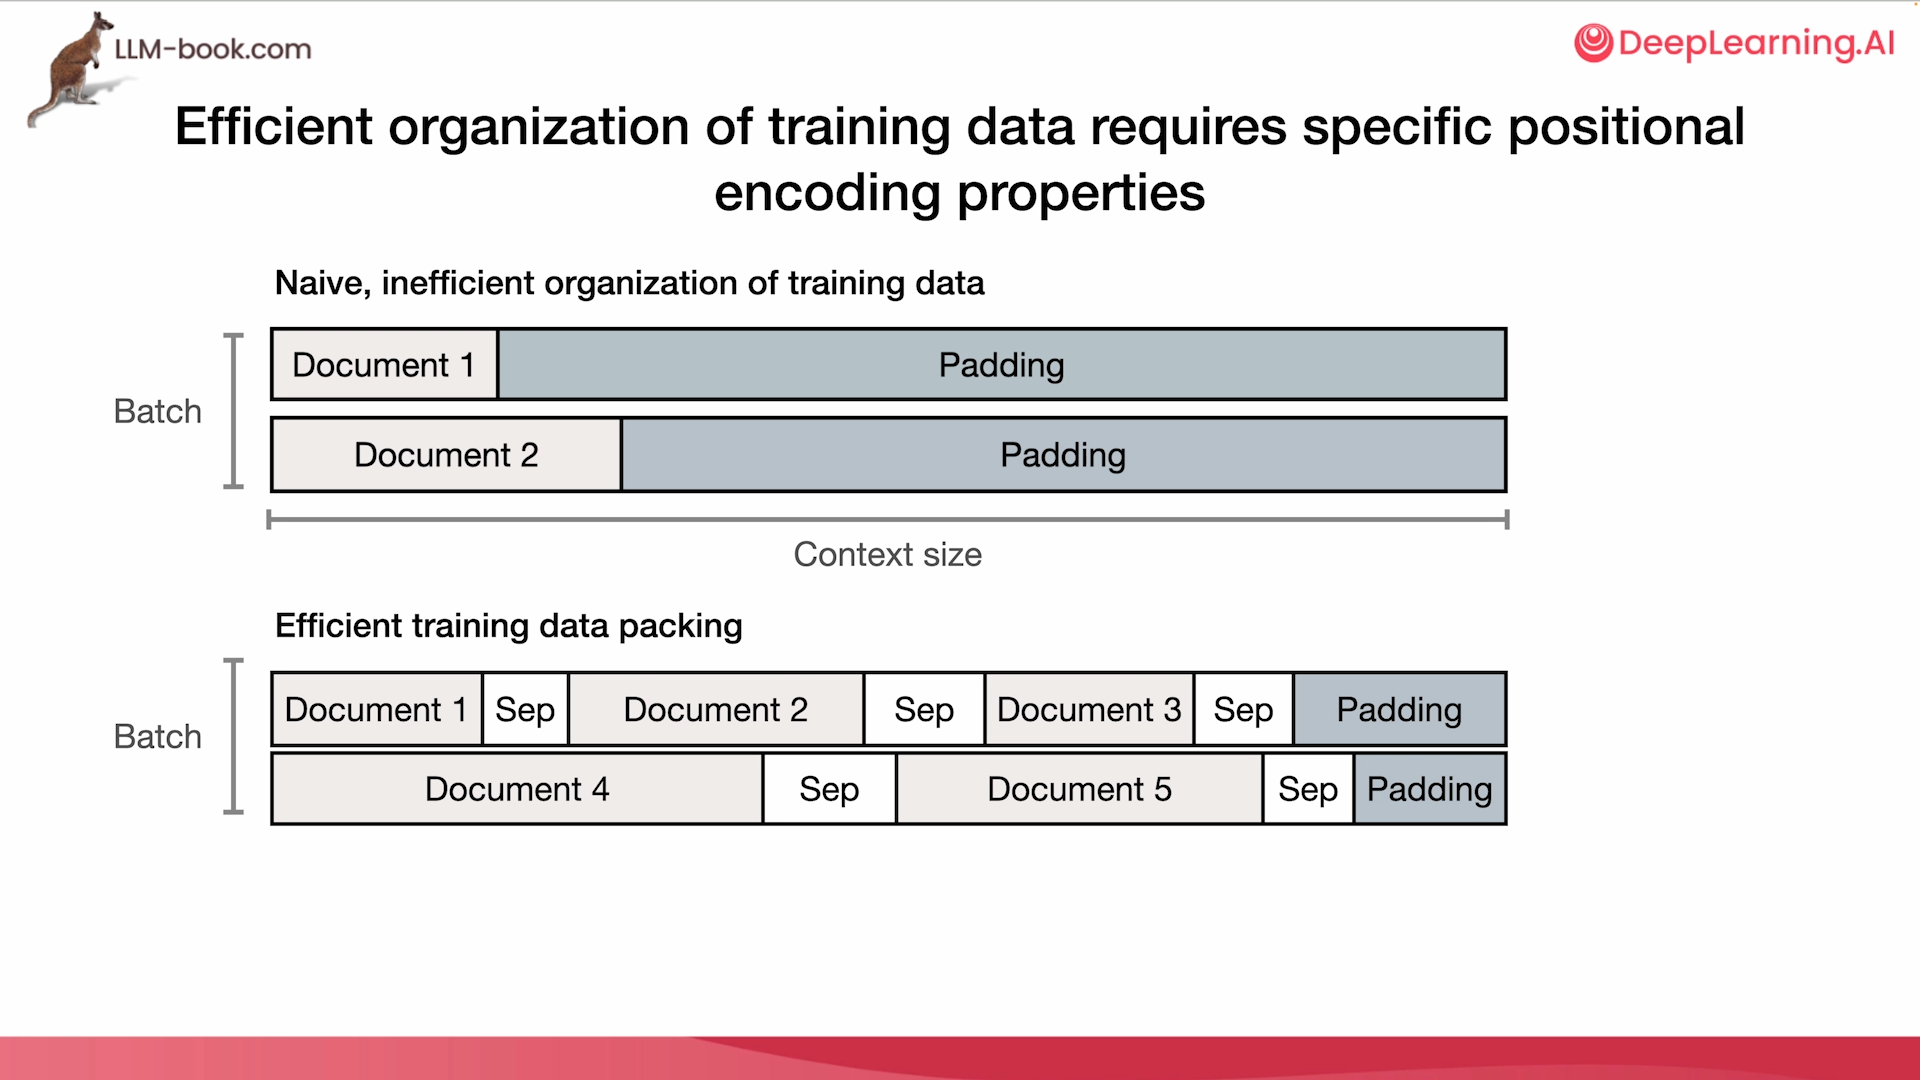 LLM-book.com
DeepLearning.AI
Efficient organization of training data requires specific positional
encoding properties
Naive, inefficient organization of training data
Batch
Document 1 Padding
Document 2 Padding
Context size
Efficient training data packing
Batch
Document 1 Sep Document 2 Sep Document 3 Sep Padding
Document 4 Sep Document 5 Sep Padding